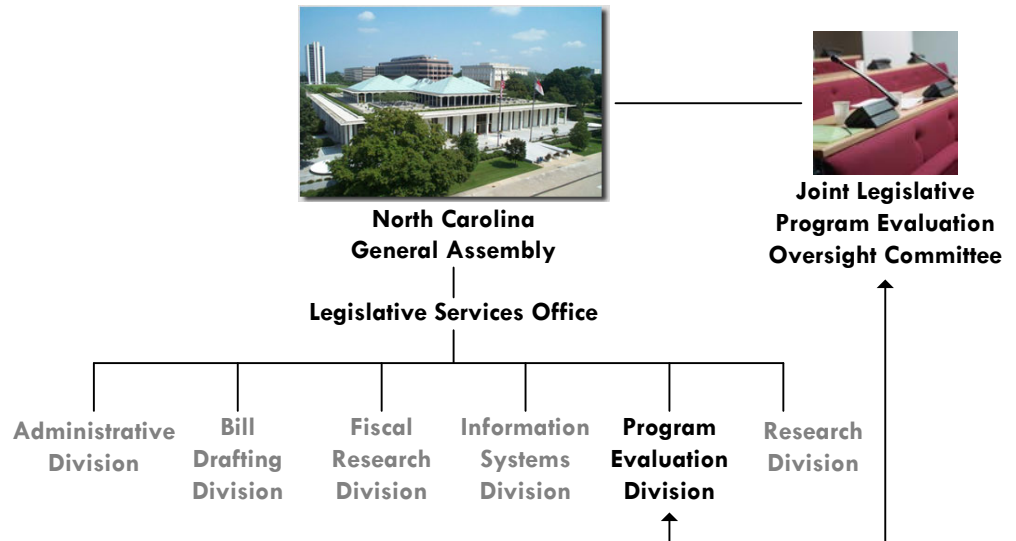 North Carolina
General Assembly
Joint Legislative
Program Evaluation
Oversight Committee
Legislative Services Office
Administrative
Division
Bill
Drafting
Division
Fiscal
Research
Division
Information
Systems
Division
Program
Evaluation
Division
Research
Division